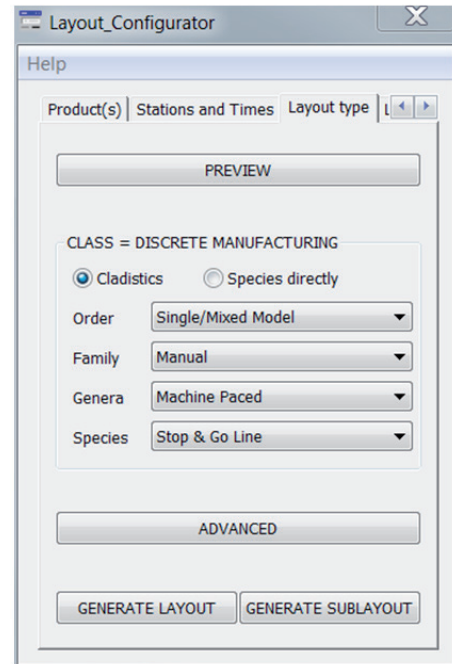 Layout_Configurator
Help
Product(s) Stations and Times Layout type L
PREVIEW
CLASS = DISCRETE MANUFACTURING
Cladistics Species directly
Order Single/Mixed Model
Family Manual
Genera Machine Paced
Species Stop & Go Line
ADVANCED
GENERATE LAYOUT GENERATE SUBLAYOUT